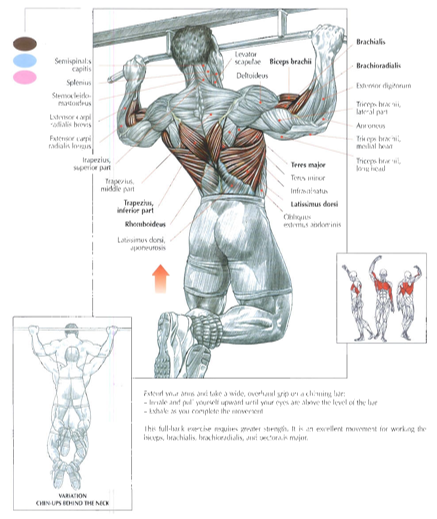 Semispinalis
capitis
Splenius
Sternocleido-
mastoideus
Extensor carpi
radialis brevis
Extensor carpi
radialis longus
Trapezius,
superior part
Trapezius,
middle part
Trapezius,
inferior part
Rhomboideus
Latissimus dorsi,
aponeurosis
Levator
scapulae
Biceps brachii
Deltoideus
Brachialis
Brachioradialis
Extensor digitorum
Triceps brachii,
lateral part
Anconeus
Triceps brachii,
medial head
Triceps brachii,
long head
Teres major
Teres minor
Infraspinatus
Latissimus dorsi
Obliquus
externus abdominis
VARIATION
CHIN-UPS BEHIND THE NECK
Extend your arms and take a wide, overhand grip on a chinning bar:
– Inhale and pull yourself upward until your eyes are above the level of the bar
– Exhale as you complete the movement
This full-back exercise requires greater strength. It is an excellent movement for working the
biceps, brachialis, brachioradialis, and pectoralis major.